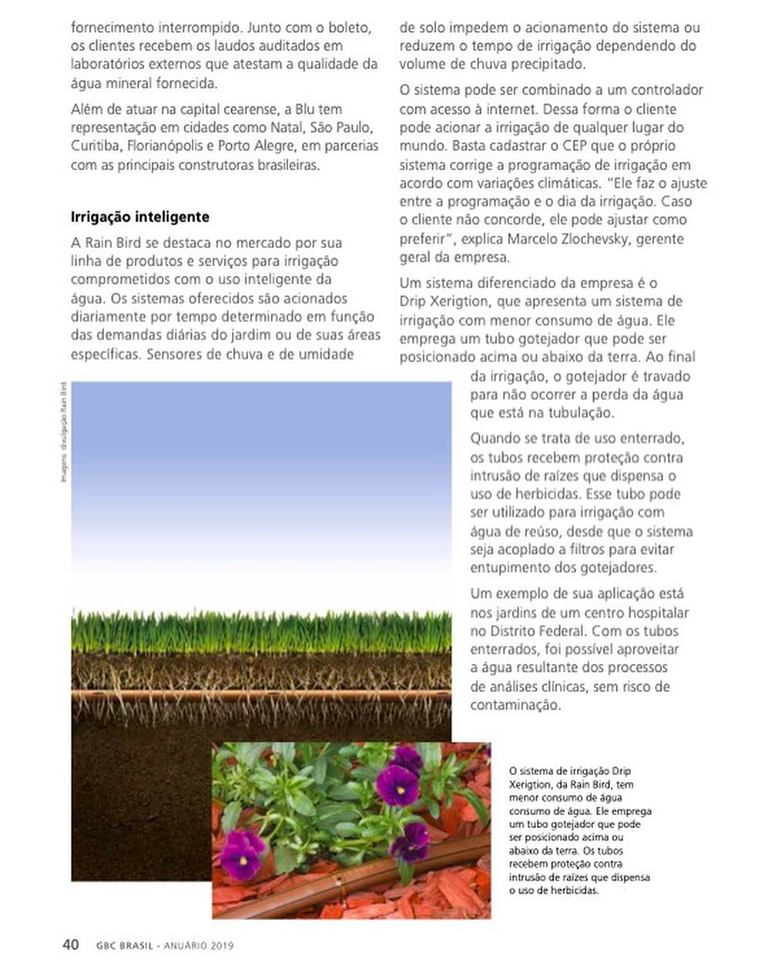 fornecimento interrompido. Junto com o boleto,
os clientes recebem os laudos auditados em
laboratórios externos que atestam a qualidade da
água mineral fornecida.
Além de atuar na capital cearense, a Blu tem
representação em cidades como Natal, São Paulo,
Curitiba, Florianópolis e Porto Alegre, em parcerias
com as principais construtoras brasileiras.
Irrigação inteligente
A Rain Bird se destaca no mercado por sua
linha de produtos e serviços para irrigação
comprometidos com o uso inteligente da
água. Os sistemas oferecidos são acionados
diariamente por tempo determinado em função
das demandas diárias do jardim ou de suas áreas
específicas. Sensores de chuva e de umidade
de solo impedem o acionamento do sistema ou
reduzem o tempo de irrigação dependendo do
volume de chuva precipitado.
O sistema pode ser combinado a um controlador
com acesso à internet. Dessa forma o cliente
pode acionar a irrigação de qualquer lugar do
mundo. Basta cadastrar o CEP que o próprio
sistema corrige a programação de irrigação em
acordo com variações climáticas. “Ele faz o ajuste
entre a programação e o dia da irrigação. Caso
o cliente não concorde, ele pode ajustar como
preferir”, explica Marcelo Zlochevsky, gerente
geral da empresa.
Um sistema diferenciado da empresa é o
Drip Xerigtion, que apresenta um sistema de
irrigação com menor consumo de água. Ele
emprega um tubo gotejador que pode ser
posicionado acima ou abaixo da terra. Ao final
da irrigação, o gotejador é travado
para não ocorrer a perda da água
que está na tubulação.
Quando se trata de uso enterrado,
os tubos recebem proteção contra
intrusão de raízes que dispensa o
uso de herbicidas. Esse tubo pode
ser utilizado para irrigação com
água de reúso, desde que o sistema
seja acoplado a filtros para evitar
entupimento dos gotejadores.
Um exemplo de sua aplicação está
nos jardins de um centro hospitalar
no Distrito Federal. Com os tubos
enterrados, foi possível aproveitar
a água resultante dos processos
de análises clínicas, sem risco de
contaminação.
Imagens: divulgação Rain Bird
O sistema de irrigação Drip
Xerigtion, da Rain Bird, tem
menor consumo de água
consumo de água. Ele emprega
um tubo gotejador que pode
ser posicionado acima ou
abaixo da terra. Os tubos
recebem proteção contra
intrusão de raízes que dispensa
o uso de herbicidas.
40 GBC BRASIL - ANUÁRIO 2019